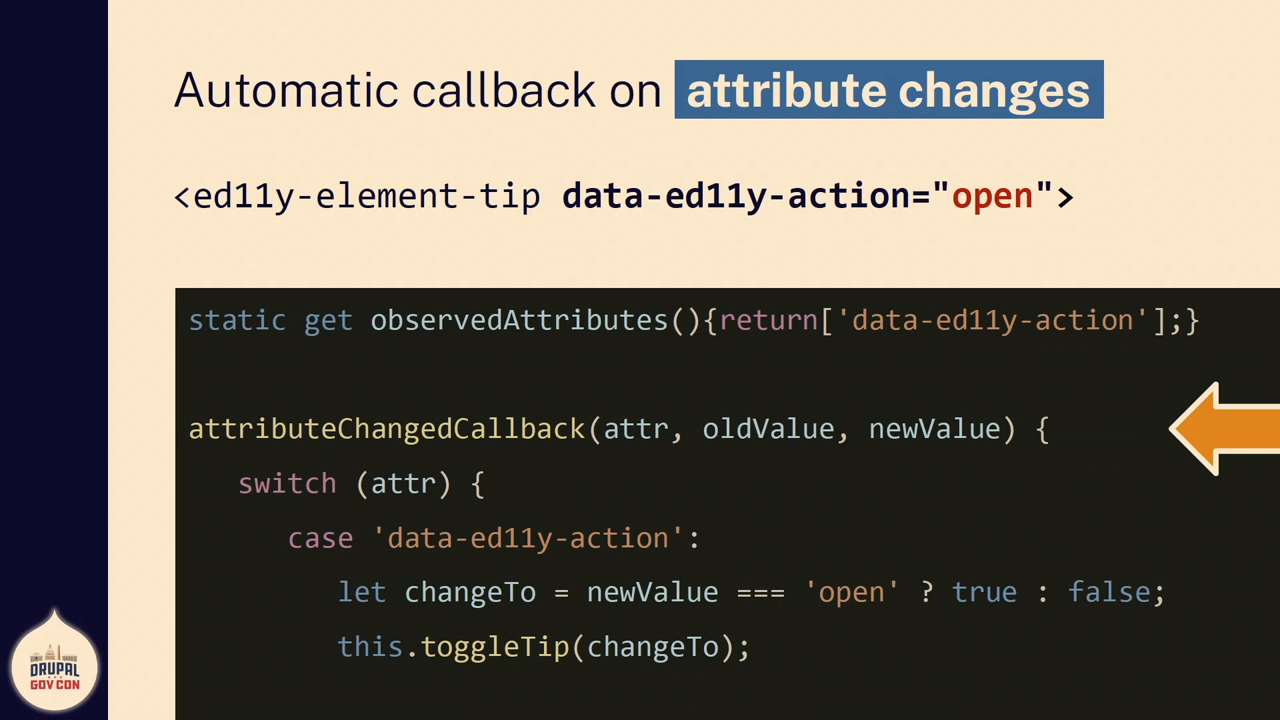 Automatic callback on attribute changes
<ed11y-element-tip data-ed11y-action="open">
static get observedAttributes(){return['data-ed11y-action'];}
attributeChangedCallback(attr, oldValue, newValue) {
switch (attr) {
case 'data-ed11y-action':
let changeTo = newValue === 'open' ? true : false;
this.toggleTip(changeTo);
DRUPAL
GOV CON